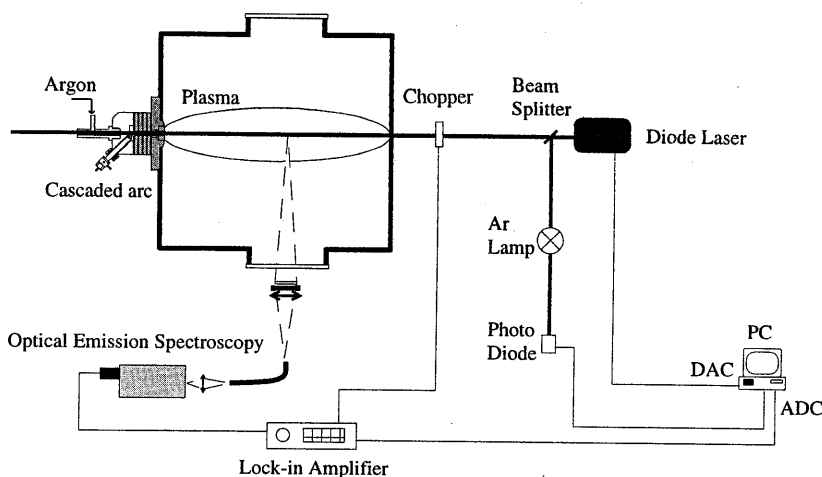 Argon
Plasma
Chopper
Beam
Splitter
Diode Laser
Cascaded arc
Ar
Lamp
Optical Emission Spectroscopy
Photo
Diode
PC
DAC
ADC
Lock-in Amplifier